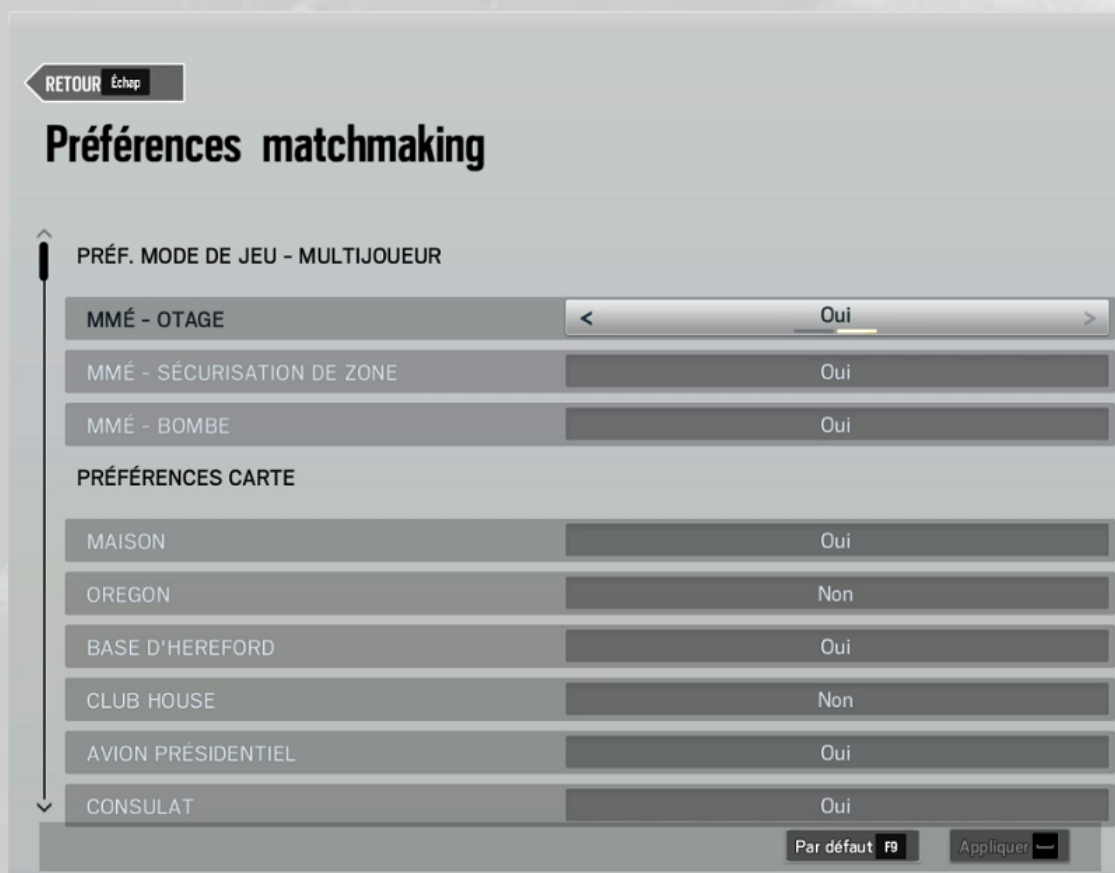 RETOUR Échap
Préférences matchmaking
PRÉF. MODE DE JEU - MULTIJOUEUR
MMÉ - OTAGE < Oui >
MMÉ - SÉCURISATION DE ZONE Oui
MMÉ - BOMBE Oui
PRÉFÉRENCES CARTE
MAISON Oui
OREGON Non
BASE D'HEREFORD Oui
CLUB HOUSE Non
AVION PRÉSIDENTIEL Oui
CONSULAT Oui
Par défaut F9 Appliquer